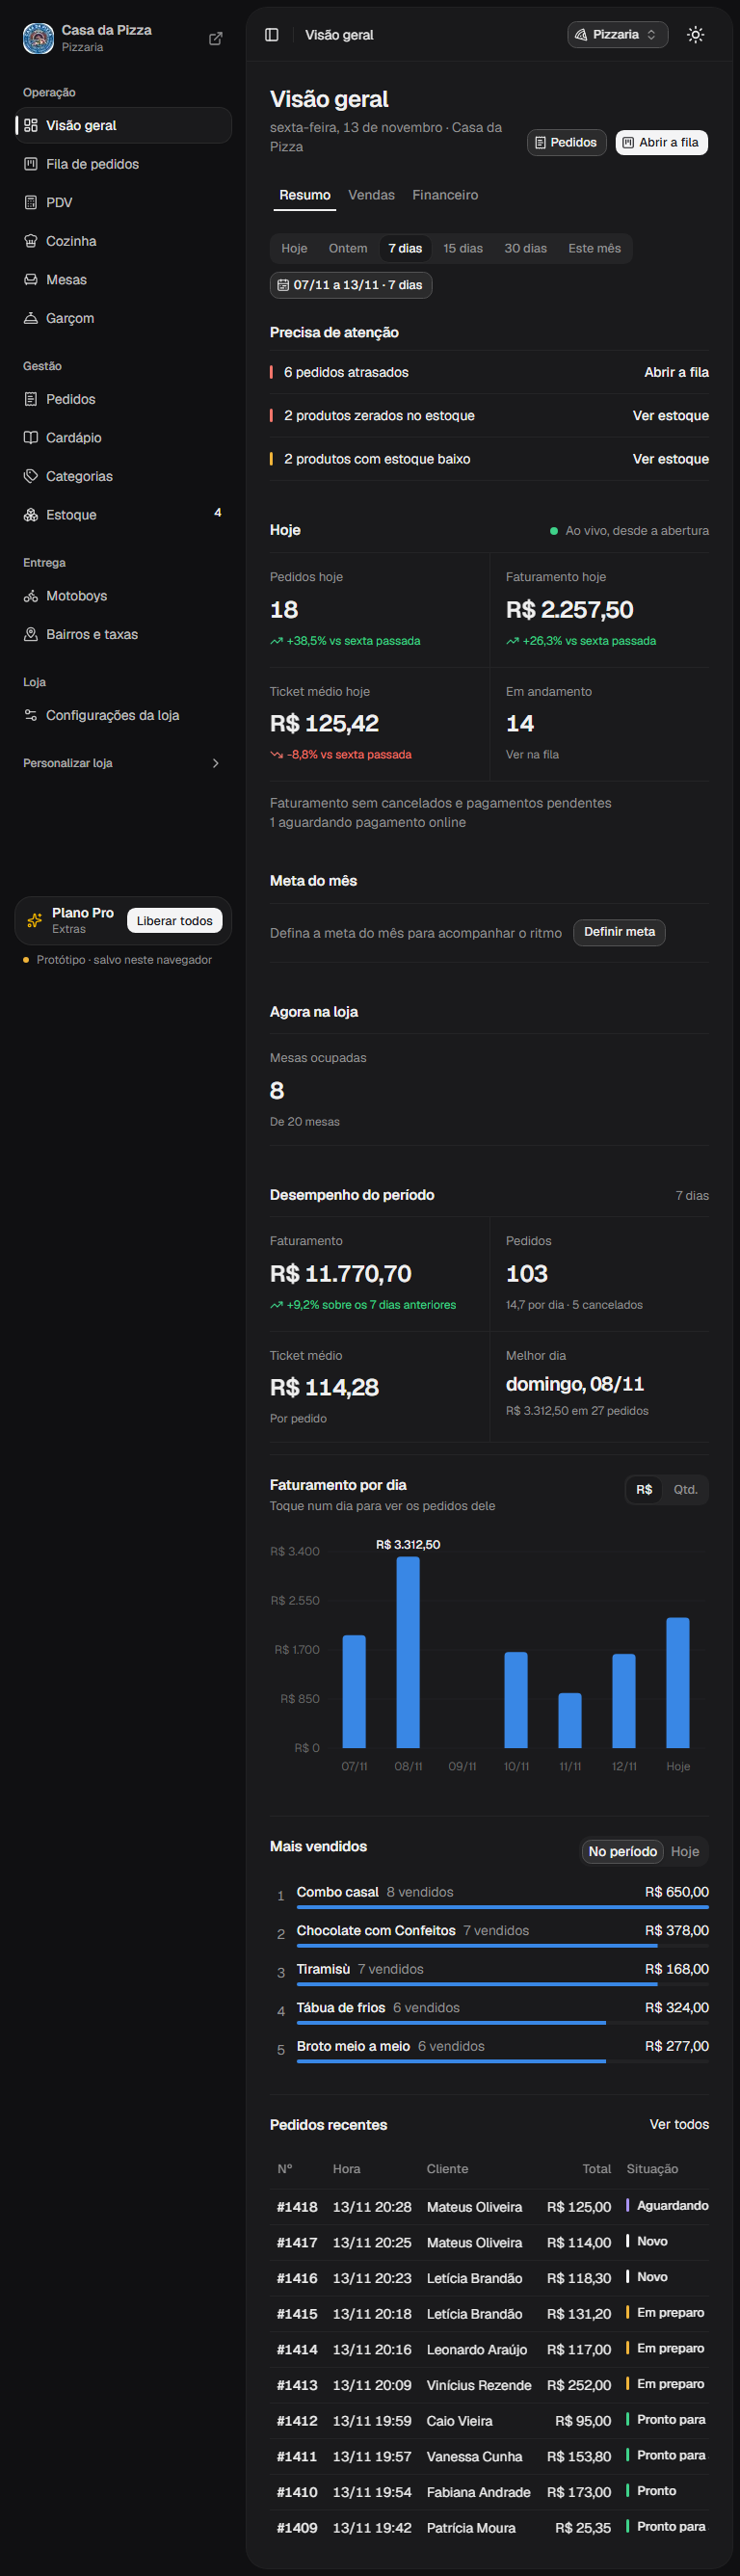 Casa da Pizza
Pizzaria
Operação
Visão geral
Fila de pedidos
PDV
Cozinha
Mesas
Garçom
Gestão
Pedidos
Cardápio
Categorias
Estoque 4
Entrega
Motoboys
Bairros e taxas
Loja
Configurações da loja
Personalizar loja
Plano Pro
Extras
Liberar todos
Protótipo · salvo neste navegador
Visão geral
Pizzaria
Visão geral
sexta-feira, 13 de novembro · Casa da
Pizza
Pedidos
Abrir a fila
Resumo Vendas Financeiro
Hoje Ontem 7 dias 15 dias 30 dias Este mês
07/11 a 13/11 · 7 dias
Precisa de atenção
6 pedidos atrasados Abrir a fila
2 produtos zerados no estoque Ver estoque
2 produtos com estoque baixo Ver estoque
Hoje Ao vivo, desde a abertura
Pedidos hoje
18
+38,5% vs sexta passada
Faturamento hoje
R$ 2.257,50
+26,3% vs sexta passada
Ticket médio hoje
R$ 125,42
-8,8% vs sexta passada
Em andamento
14
Ver na fila
Faturamento sem cancelados e pagamentos pendentes
1 aguardando pagamento online
Meta do mês
Defina a meta do mês para acompanhar o ritmo Definir meta
Agora na loja
Mesas ocupadas
8
De 20 mesas
Desempenho do período 7 dias
Faturamento
R$ 11.770,70
+9,2% sobre os 7 dias anteriores
Pedidos
103
14,7 por dia · 5 cancelados
Ticket médio
R$ 114,28
Por pedido
Melhor dia
domingo, 08/11
R$ 3.312,50 em 27 pedidos
Faturamento por dia
Toque num dia para ver os pedidos dele
R$ Qtd.
R$ 3.312,50
R$ 3.400
R$ 2.550
R$ 1.700
R$ 850
R$ 0
07/11 08/11 09/11 10/11 11/11 12/11 Hoje
Mais vendidos
No período Hoje
1 Combo casal 8 vendidos R$ 650,00
2 Chocolate com Confeitos 7 vendidos R$ 378,00
3 Tiramisù 7 vendidos R$ 168,00
4 Tábua de frios 6 vendidos R$ 324,00
5 Broto meio a meio 6 vendidos R$ 277,00
Pedidos recentes Ver todos
Nº Hora Cliente Total Situação
#1418 13/11 20:28 Mateus Oliveira R$ 125,00 Aguardando
#1417 13/11 20:25 Mateus Oliveira R$ 114,00 Novo
#1416 13/11 20:23 Letícia Brandão R$ 118,30 Novo
#1415 13/11 20:18 Letícia Brandão R$ 131,20 Em preparo
#1414 13/11 20:16 Leonardo Araújo R$ 117,00 Em preparo
#1413 13/11 20:09 Vinícius Rezende R$ 252,00 Em preparo
#1412 13/11 19:59 Caio Vieira R$ 95,00 Pronto para
#1411 13/11 19:57 Vanessa Cunha R$ 153,80 Pronto para
#1410 13/11 19:54 Fabiana Andrade R$ 173,00 Pronto
#1409 13/11 19:42 Patrícia Moura R$ 25,35 Pronto para